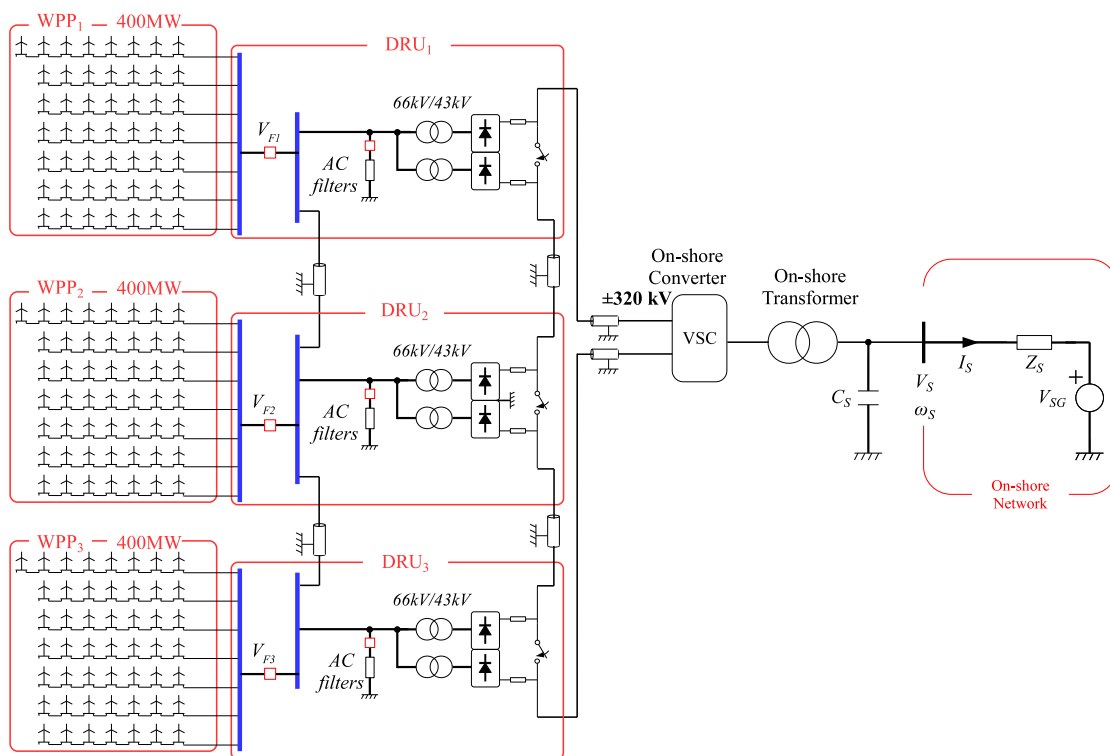 WPP1 400MW
DRU1
66kV/43kV
VF1
AC
filters
WPP2 400MW
DRU2
66kV/43kV
VF2
AC
filters
WPP3 400MW
DRU3
66kV/43kV
VF3
AC
filters
On-shore
Converter
±320 kV
VSC
On-shore
Transformer
CS
VS
ωS
IS
ZS
VSG
+
On-shore
Network